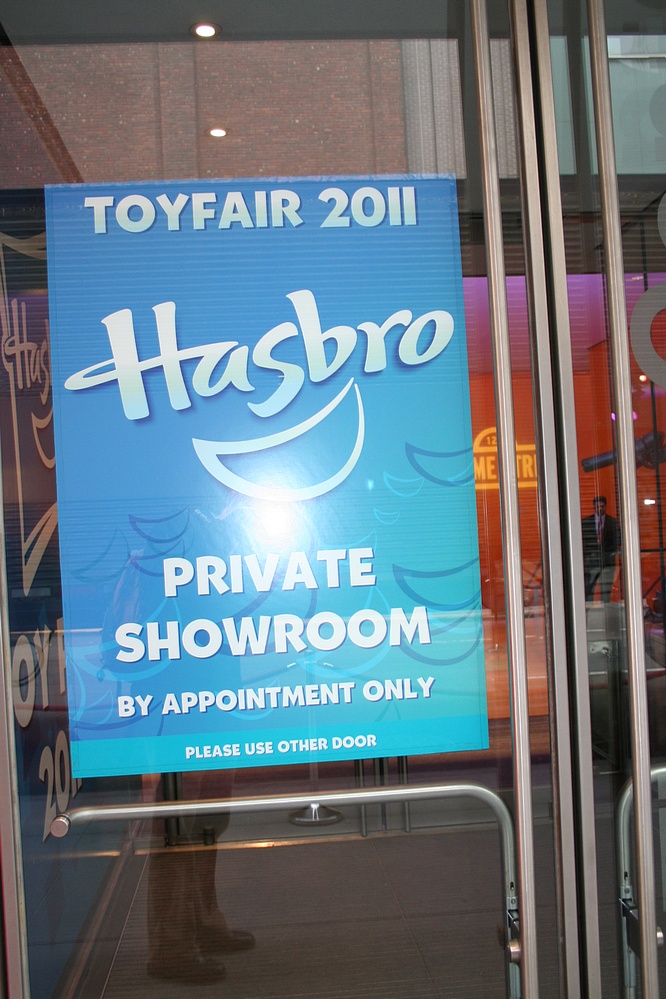 TOYFAIR 2011
Hasbro
PRIVATE
SHOWROOM
BY APPOINTMENT ONLY
PLEASE USE OTHER DOOR